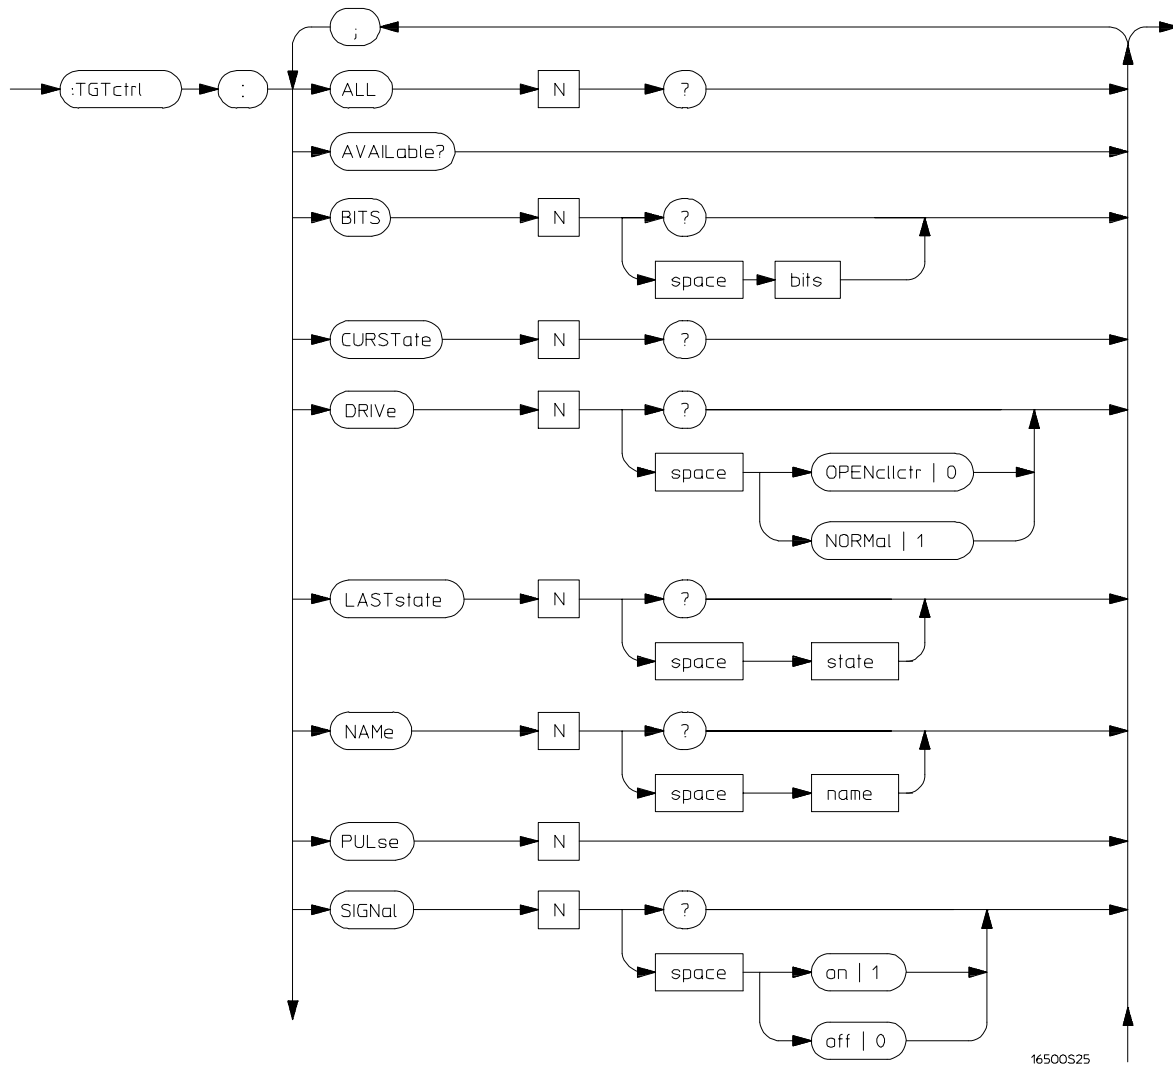 ;
:TGTctrl : ALL N ?
AVAILable?
BITS N ?
space bits
CURSTate N ?
DRIVe N ?
space OPENcllctr | 0
NORMal | 1
LASTstate N ?
space state
NAMe N ?
space name
PULse N
SIGNal N ?
space on | 1
off | 0
16500S25